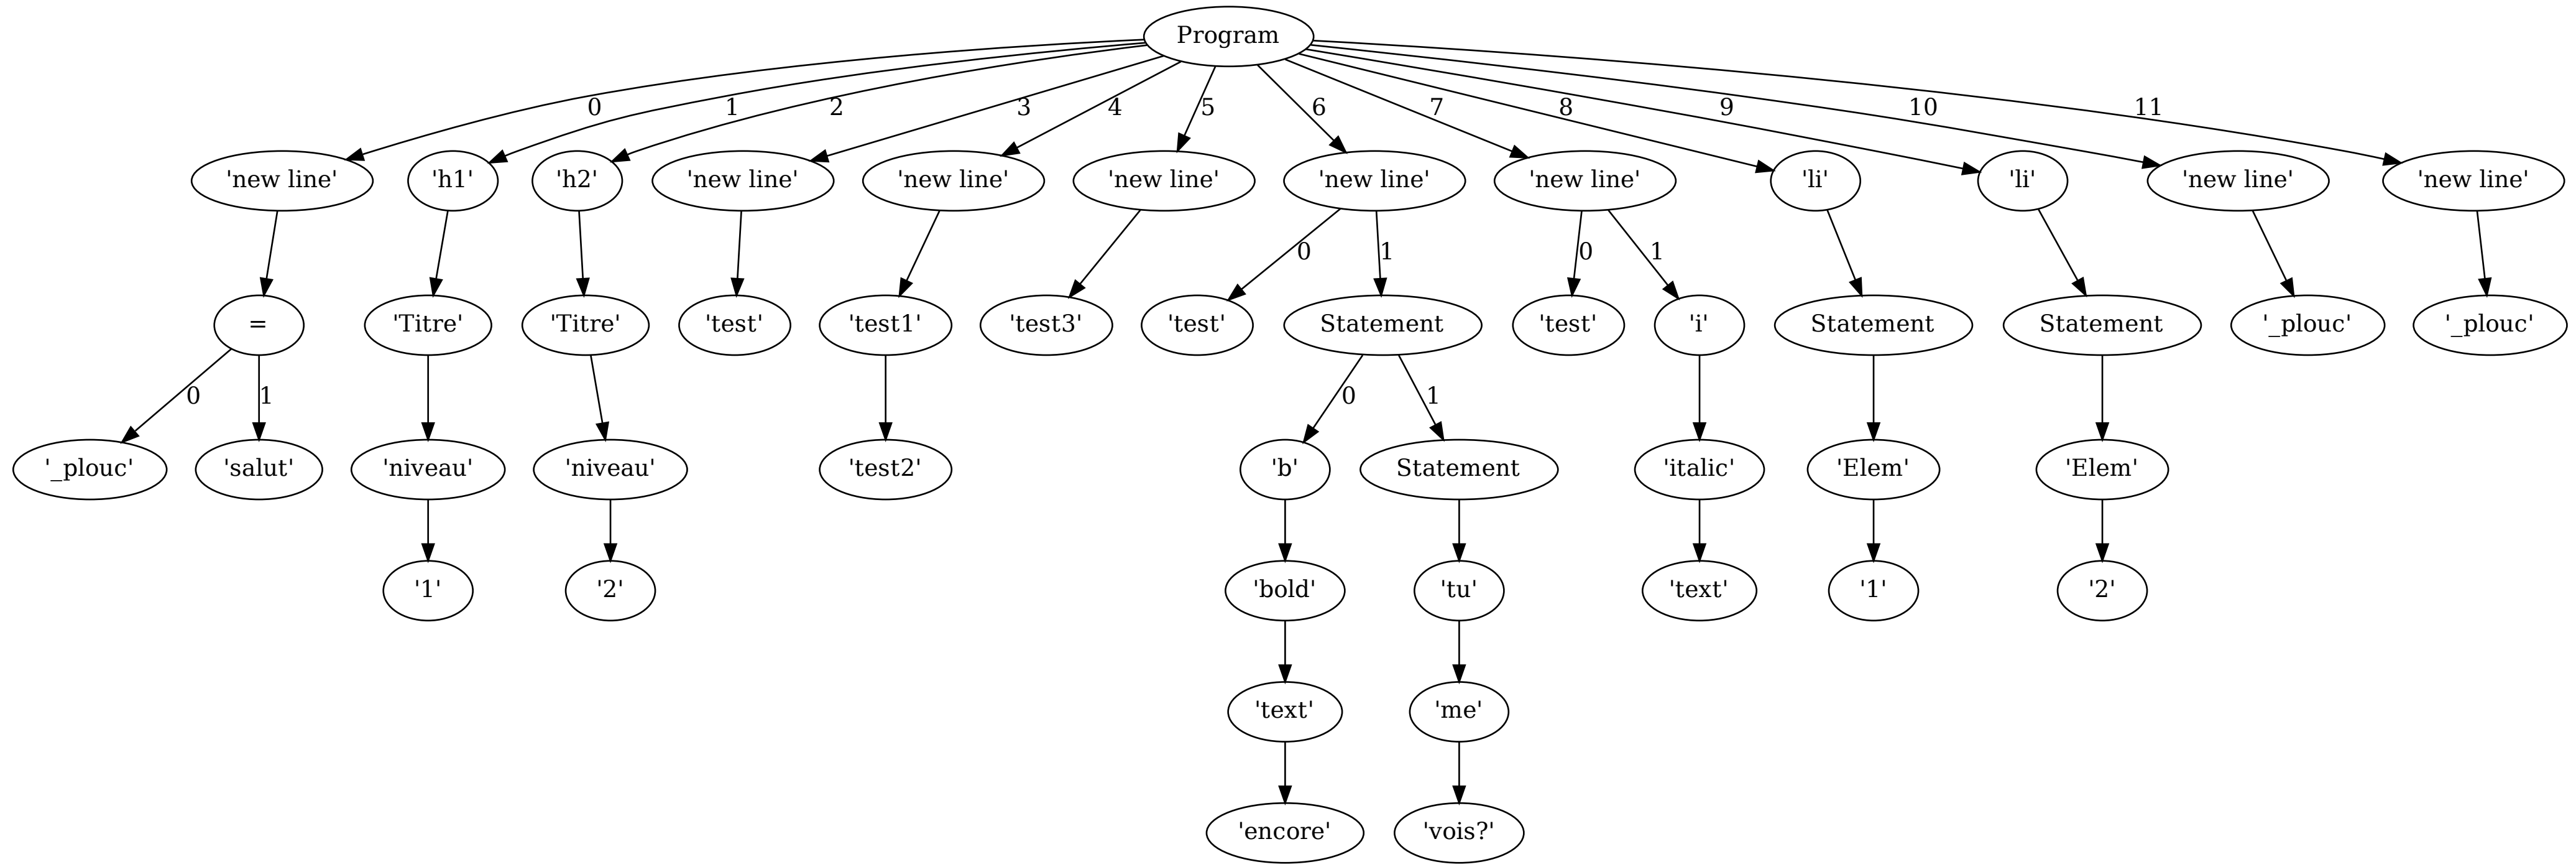 Program
0 1 2 3 4 5 6 7 8 9 10 11
'new line' 'h1' 'h2' 'new line' 'new line' 'new line' 'new line' 'new line' 'li' 'li' 'new line' 'new line'
0 1 0 1
= 'Titre' 'Titre' 'test' 'test1' 'test3' 'test' Statement 'test' 'i' Statement Statement '_plouc' '_plouc'
0 1 0 1
'_plouc' 'salut' 'niveau' 'niveau' 'test2' 'b' Statement 'italic' 'Elem' 'Elem'
'1' '2' 'bold' 'tu' 'text' '1' '2'
'text' 'me'
'encore' 'vois?'